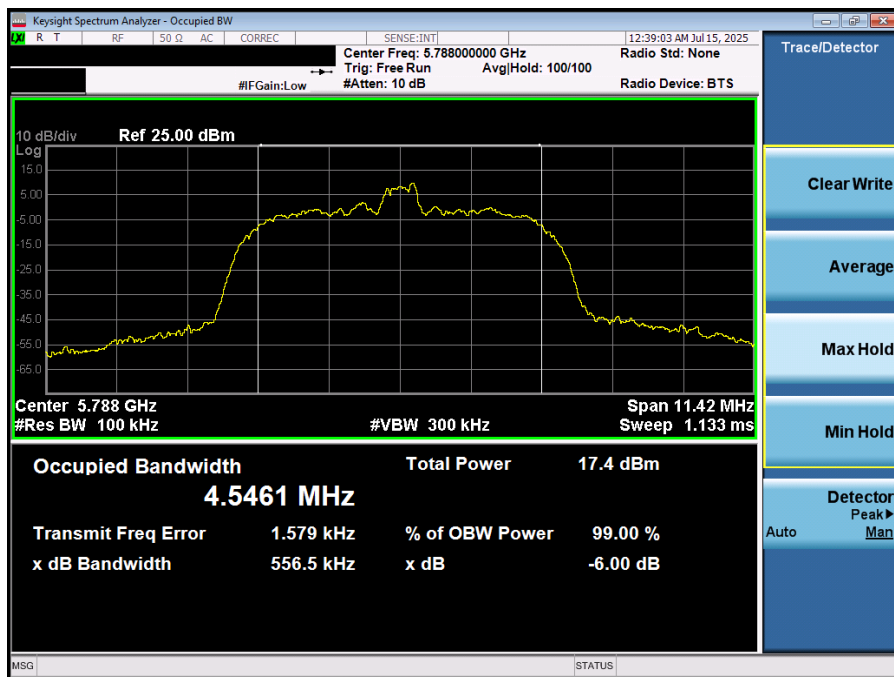 Keysight Spectrum Analyzer - Occupied BW
LXI R T RF 50 Ω AC CORREC SENSE:INT 12:39:03 AM Jul 15, 2025
Center Freq: 5.788000000 GHz Radio Std: None
Trig: Free Run Avg|Hold: 100/100
#IFGain:Low #Atten: 10 dB Radio Device: BTS
Trace/Detector
10 dB/div Ref 25.00 dBm
Log
15.0
5.00
-5.00
-15.0
-25.0
-35.0
-45.0
-55.0
-65.0
Center 5.788 GHz Span 11.42 MHz
#Res BW 100 kHz #VBW 300 kHz Sweep 1.133 ms
Clear Write
Average
Max Hold
Min Hold
Detector
Peak▶
Auto Man
Occupied Bandwidth Total Power 17.4 dBm
4.5461 MHz
Transmit Freq Error 1.579 kHz % of OBW Power 99.00 %
x dB Bandwidth 556.5 kHz x dB -6.00 dB
MSG STATUS